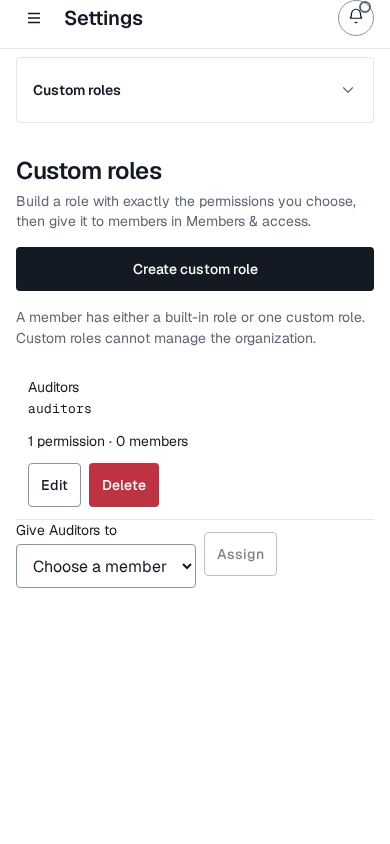 Settings
Custom roles
Custom roles
Build a role with exactly the permissions you choose,
then give it to members in Members & access.
Create custom role
A member has either a built-in role or one custom role.
Custom roles cannot manage the organization.
Auditors
auditors
1 permission · 0 members
Edit Delete
Give Auditors to
Choose a member Assign